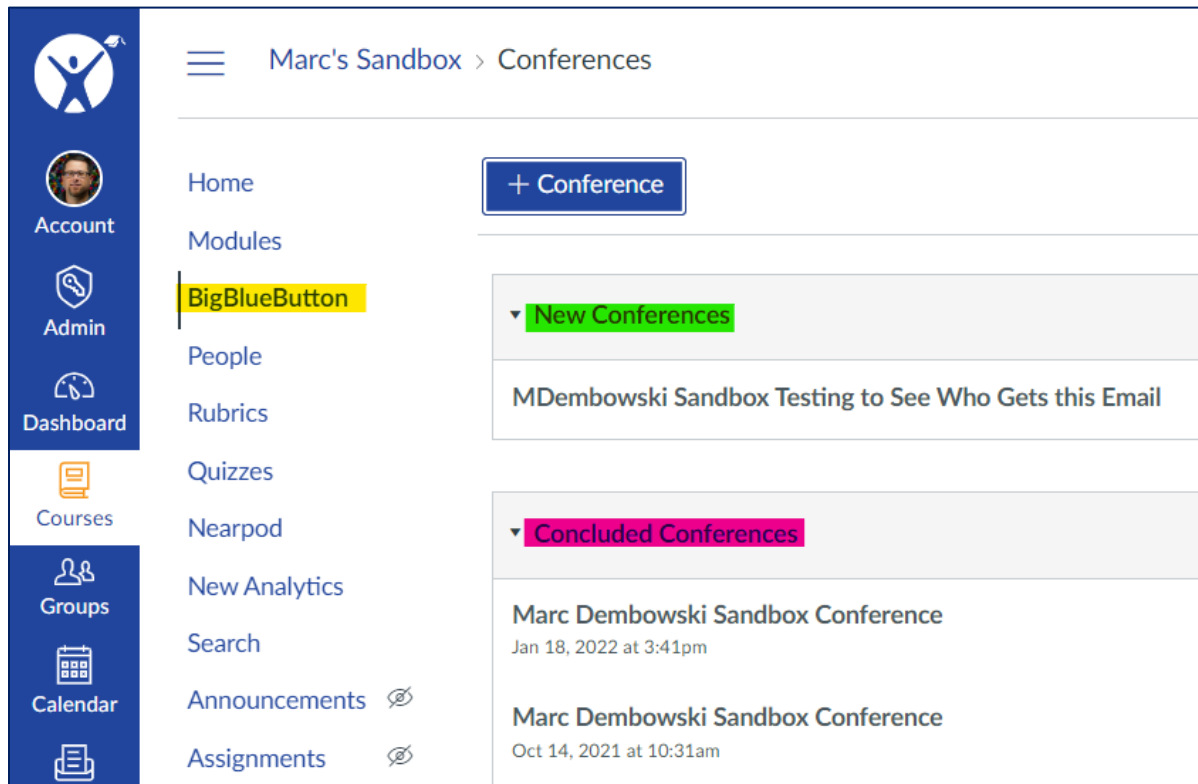 Marc's Sandbox > Conferences
Account
Admin
Dashboard
Courses
Groups
Calendar
Home
Modules
BigBlueButton
People
Rubrics
Quizzes
Nearpod
New Analytics
Search
Announcements
Assignments
+ Conference
New Conferences
MDembowski Sandbox Testing to See Who Gets this Email
Concluded Conferences
Marc Dembowski Sandbox Conference
Jan 18, 2022 at 3:41pm
Marc Dembowski Sandbox Conference
Oct 14, 2021 at 10:31am